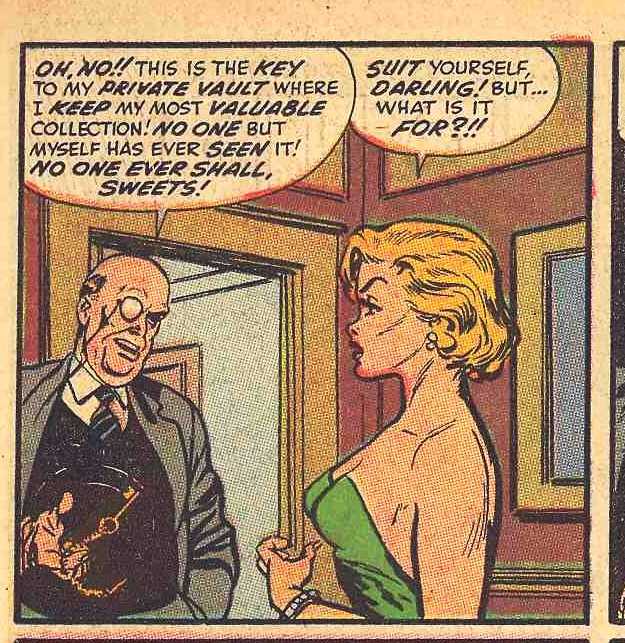 OH, NO!! THIS IS THE KEY
TO MY PRIVATE VAULT WHERE
I KEEP MY MOST VALUABLE
COLLECTION! NO ONE BUT
MYSELF HAS EVER SEEN IT!
NO ONE EVER SHALL,
SWEETS!
SUIT YOURSELF,
DARLING! BUT...
WHAT IS IT
FOR?!!